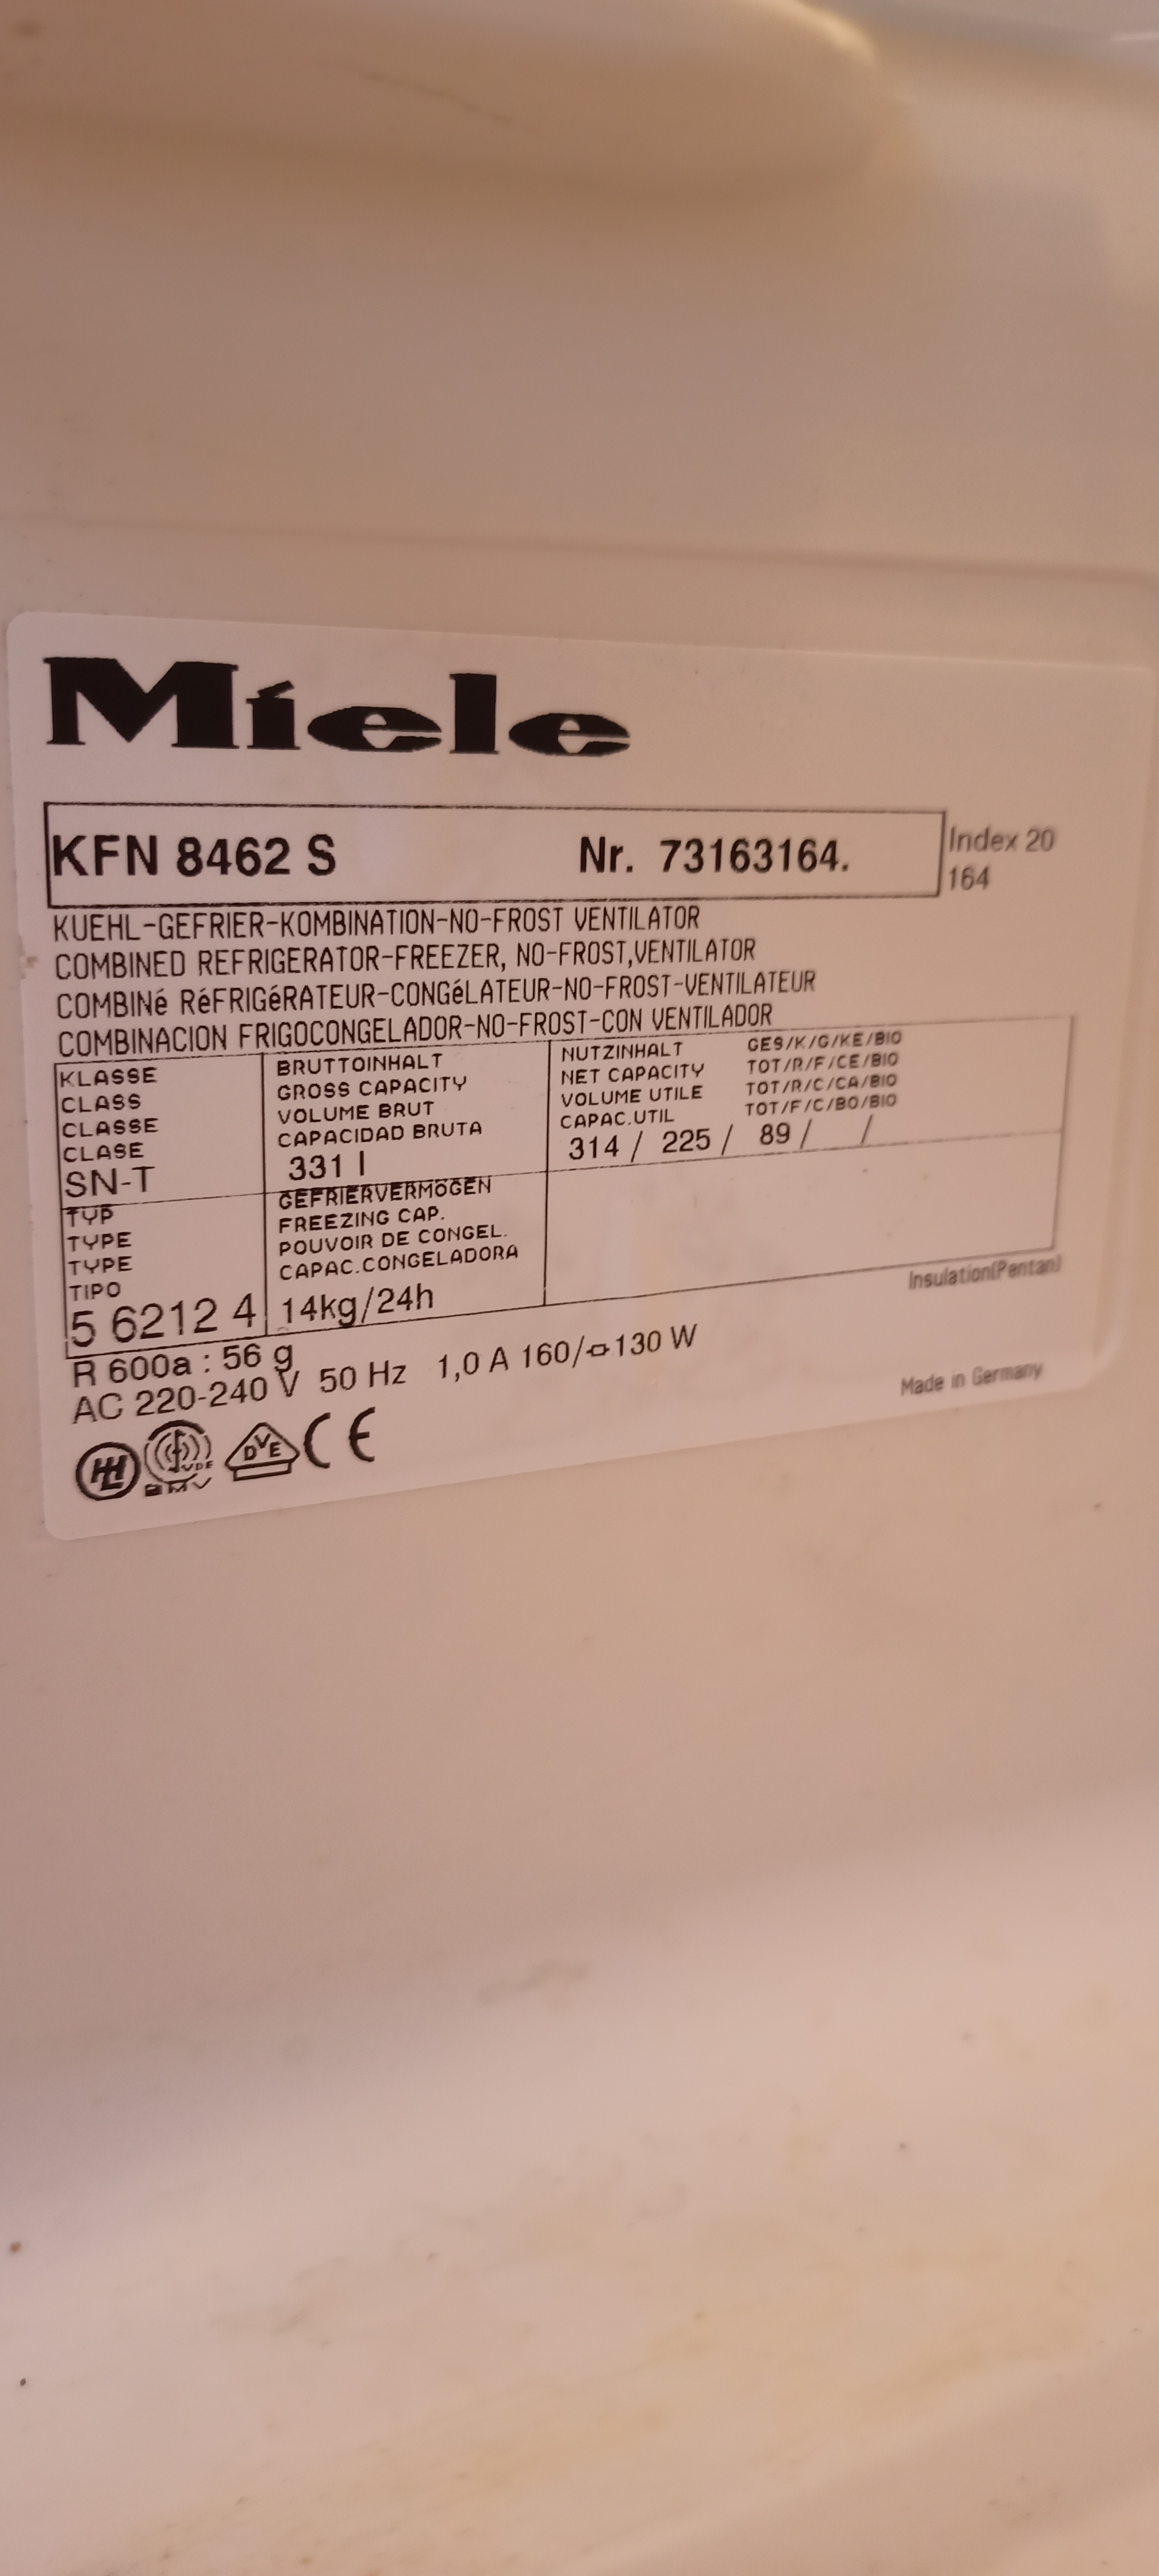 Miele
KFN 8462 S Nr. 73163164. Index 20
164
KUEHL-GEFRIER-KOMBINATION-NO-FROST VENTILATOR
COMBINED REFRIGERATOR-FREEZER, NO-FROST,VENTILATOR
COMBINé RéFRIGéRATEUR-CONGéLATEUR-NO-FROST-VENTILATEUR
COMBINACION FRIGOCONGELADOR-NO-FROST-CON VENTILADOR
KLASSE
CLASS
CLASSE
CLASE
SN-T
BRUTTOINHALT
GROSS CAPACITY
VOLUME BRUT
CAPACIDAD BRUTA
331 l
NUTZINHALT GES/K/G/KE/BIO
NET CAPACITY TOT/R/F/CE/BIO
VOLUME UTILE TOT/R/C/CA/BIO
CAPAC.UTIL TOT/F/C/BO/BIO
314 / 225 / 89 / /
TYP
TYPE
TYPE
TIPO
5 6212 4
GEFRIERVERMöGEN
FREEZING CAP.
POUVOIR DE CONGEL.
CAPAC.CONGELADORA
14kg/24h
Insulation(Pentan)
R 600a : 56 g
AC 220-240 V 50 Hz 1,0 A 160/130 W
Made in Germany
DVE CE
VDE
EMV